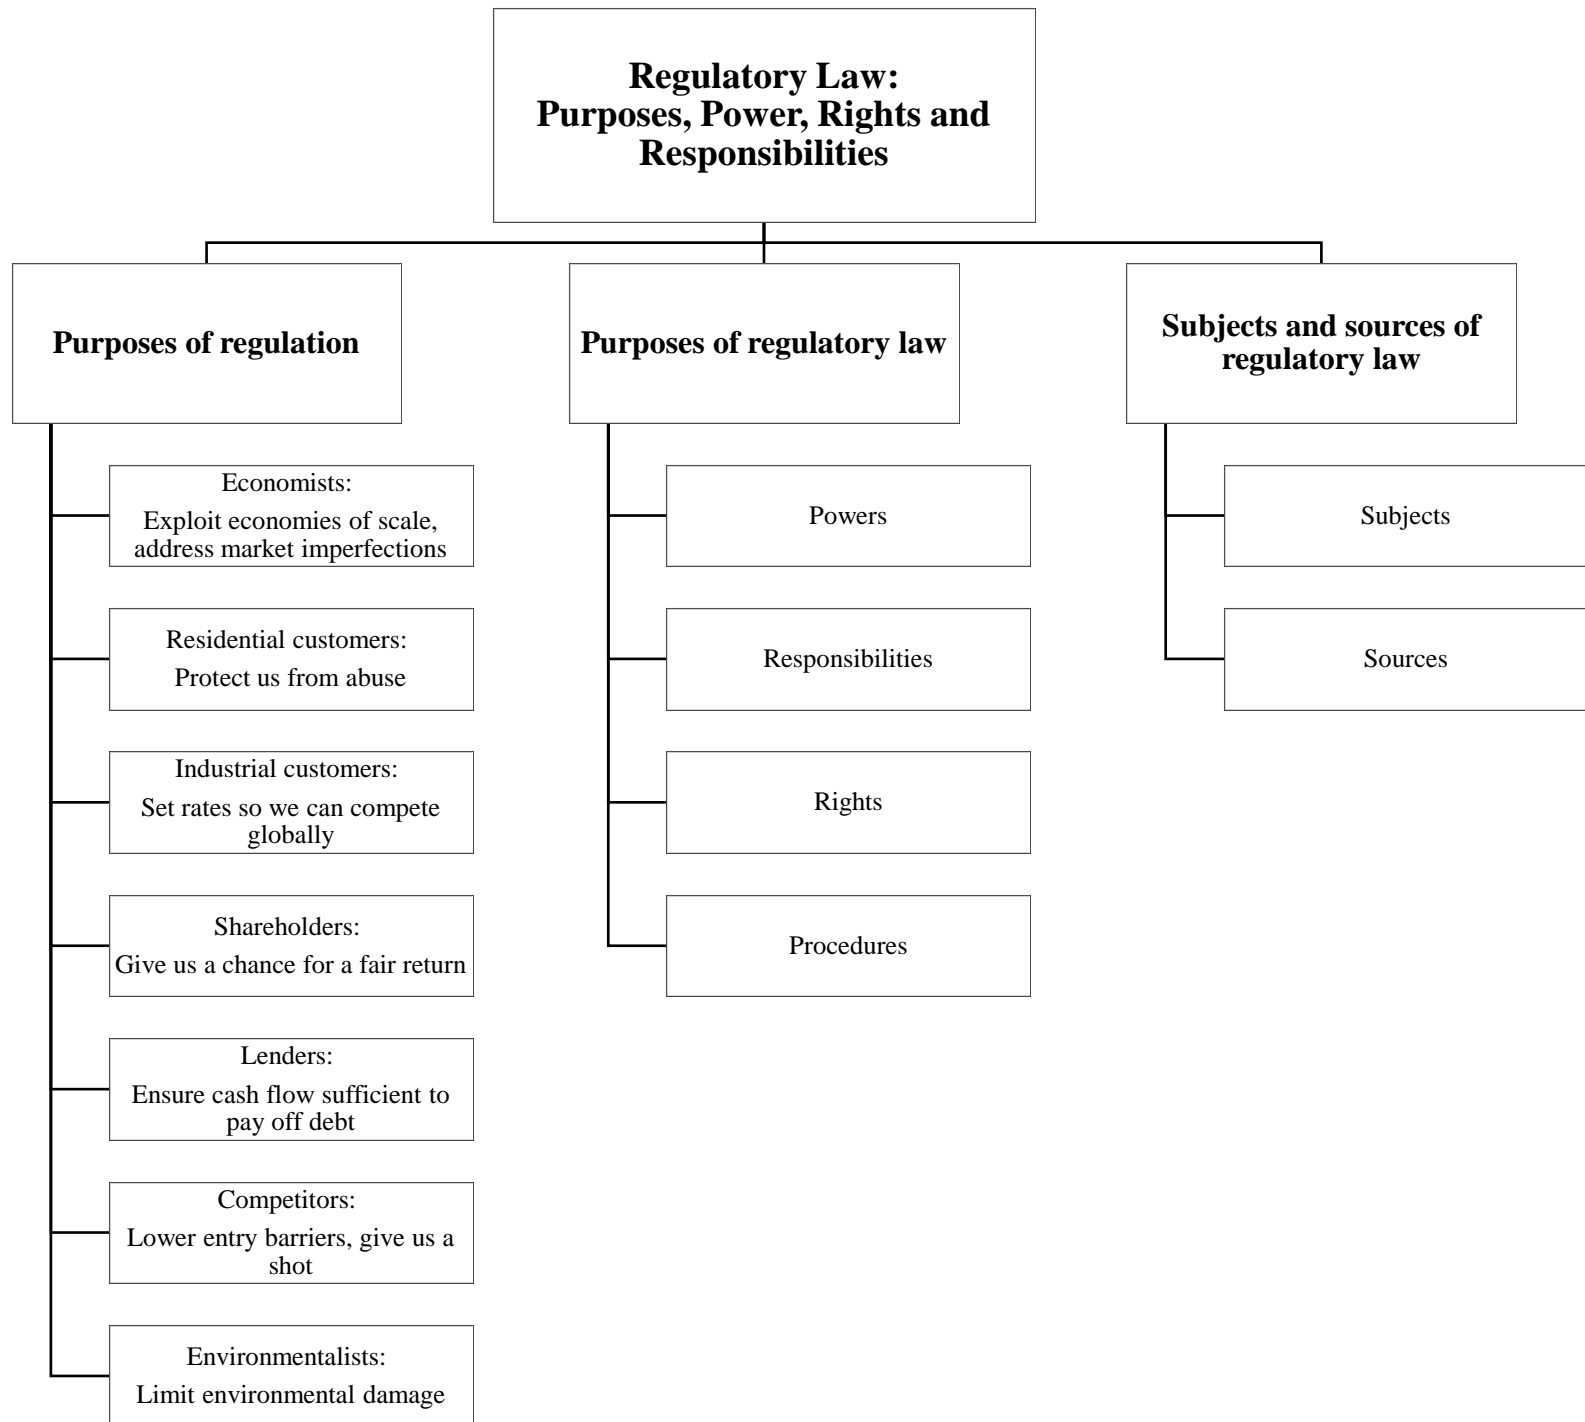 Regulatory Law:
Purposes, Power, Rights and
Responsibilities
Purposes of regulation
Economists:
Exploit economies of scale,
address market imperfections
Residential customers:
Protect us from abuse
Industrial customers:
Set rates so we can compete
globally
Shareholders:
Give us a chance for a fair return
Lenders:
Ensure cash flow sufficient to
pay off debt
Competitors:
Lower entry barriers, give us a
shot
Environmentalists:
Limit environmental damage
Purposes of regulatory law
Powers
Responsibilities
Rights
Procedures
Subjects and sources of
regulatory law
Subjects
Sources